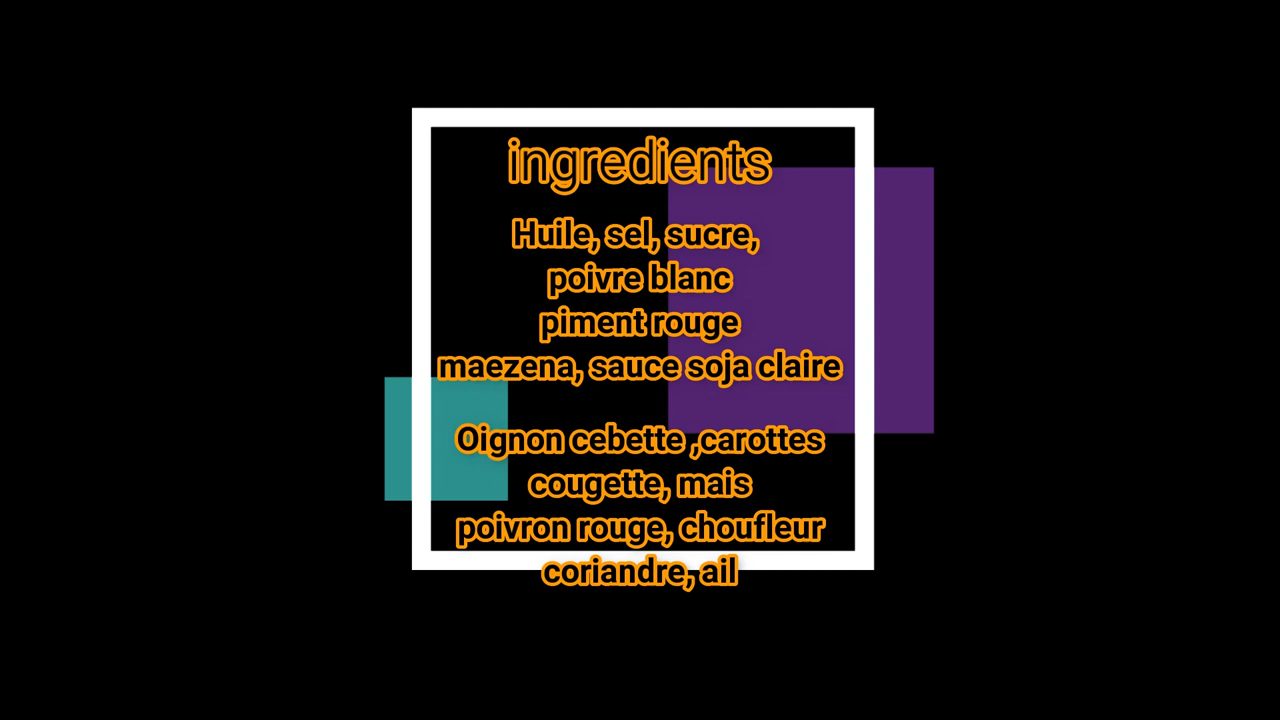 ingredients
Huile, sel, sucre,
poivre blanc
piment rouge
maezena, sauce soja claire
Oignon cebette ,carottes
cougette, mais
poivron rouge, choufleur
coriandre, ail